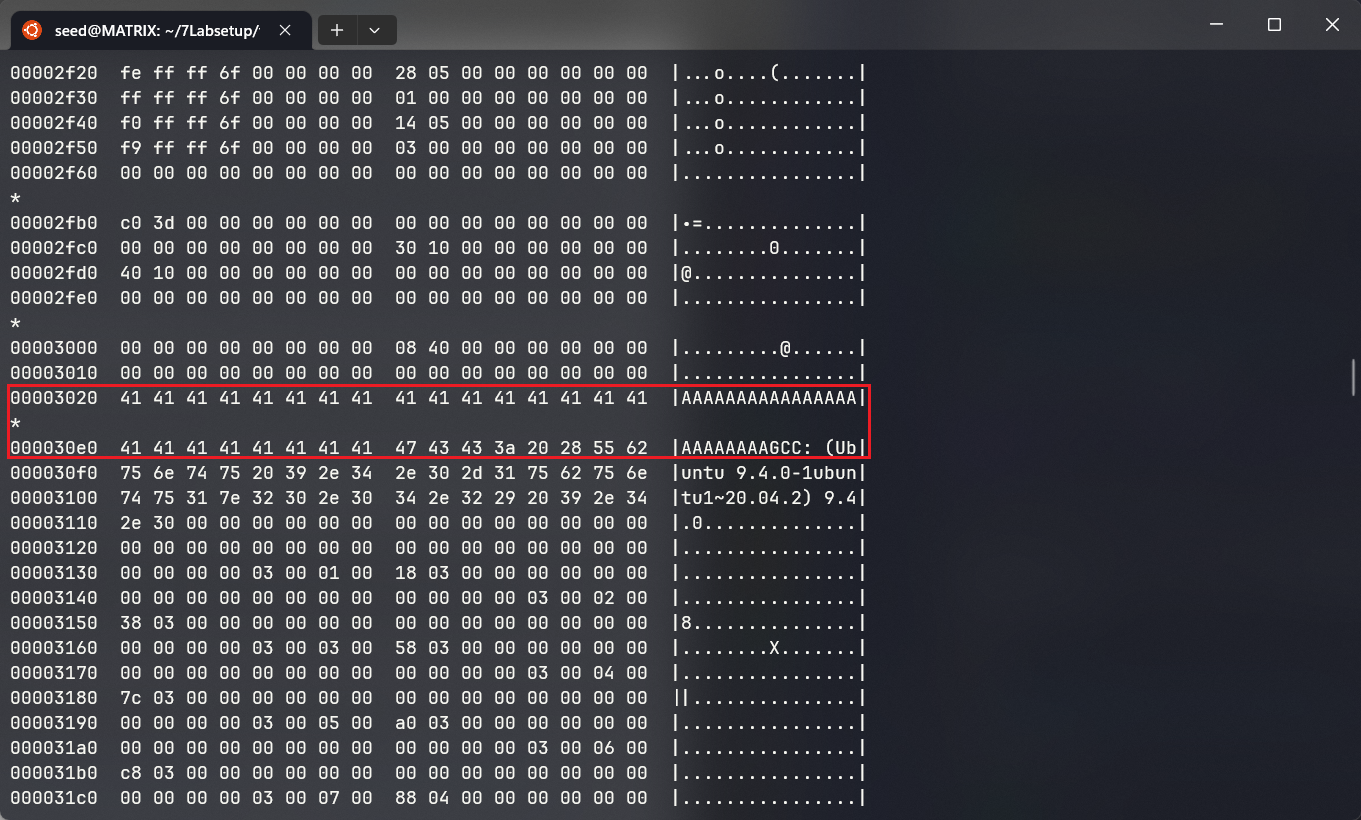 seed@MATRIX: ~/7Labsetup/
00002f20  fe ff ff 6f 00 00 00 00  28 05 00 00 00 00 00 00  |...o....(.......|
00002f30  ff ff ff 6f 00 00 00 00  01 00 00 00 00 00 00 00  |...o............|
00002f40  f0 ff ff 6f 00 00 00 00  14 05 00 00 00 00 00 00  |...o............|
00002f50  f9 ff ff 6f 00 00 00 00  03 00 00 00 00 00 00 00  |...o............|
00002f60  00 00 00 00 00 00 00 00  00 00 00 00 00 00 00 00  |................|
*
00002fb0  c0 3d 00 00 00 00 00 00  00 00 00 00 00 00 00 00  |•=..............|
00002fc0  00 00 00 00 00 00 00 00  30 10 00 00 00 00 00 00  |........0.......|
00002fd0  40 10 00 00 00 00 00 00  00 00 00 00 00 00 00 00  |@...............|
00002fe0  00 00 00 00 00 00 00 00  00 00 00 00 00 00 00 00  |................|
*
00003000  00 00 00 00 00 00 00 00  08 40 00 00 00 00 00 00  |.........@......|
00003010  00 00 00 00 00 00 00 00  00 00 00 00 00 00 00 00  |................|
00003020  41 41 41 41 41 41 41 41  41 41 41 41 41 41 41 41  |AAAAAAAAAAAAAAAA|
*
000030e0  41 41 41 41 41 41 41 41  47 43 43 3a 20 28 55 62  |AAAAAAAAGCC: (Ub|
000030f0  75 6e 74 75 20 39 2e 34  2e 30 2d 31 75 62 75 6e  |untu 9.4.0-1ubun|
00003100  74 75 31 7e 32 30 2e 30  34 2e 32 29 20 39 2e 34  |tu1~20.04.2) 9.4|
00003110  2e 30 00 00 00 00 00 00  00 00 00 00 00 00 00 00  |.0..............|
00003120  00 00 00 00 00 00 00 00  00 00 00 00 00 00 00 00  |................|
00003130  00 00 00 00 03 00 01 00  18 03 00 00 00 00 00 00  |................|
00003140  00 00 00 00 00 00 00 00  00 00 00 00 03 00 02 00  |................|
00003150  38 03 00 00 00 00 00 00  00 00 00 00 00 00 00 00  |8...............|
00003160  00 00 00 00 03 00 03 00  58 03 00 00 00 00 00 00  |........X.......|
00003170  00 00 00 00 00 00 00 00  00 00 00 00 03 00 04 00  |................|
00003180  7c 03 00 00 00 00 00 00  00 00 00 00 00 00 00 00  ||...............|
00003190  00 00 00 00 03 00 05 00  a0 03 00 00 00 00 00 00  |................|
000031a0  00 00 00 00 00 00 00 00  00 00 00 00 03 00 06 00  |................|
000031b0  c8 03 00 00 00 00 00 00  00 00 00 00 00 00 00 00  |................|
000031c0  00 00 00 00 03 00 07 00  88 04 00 00 00 00 00 00  |................|